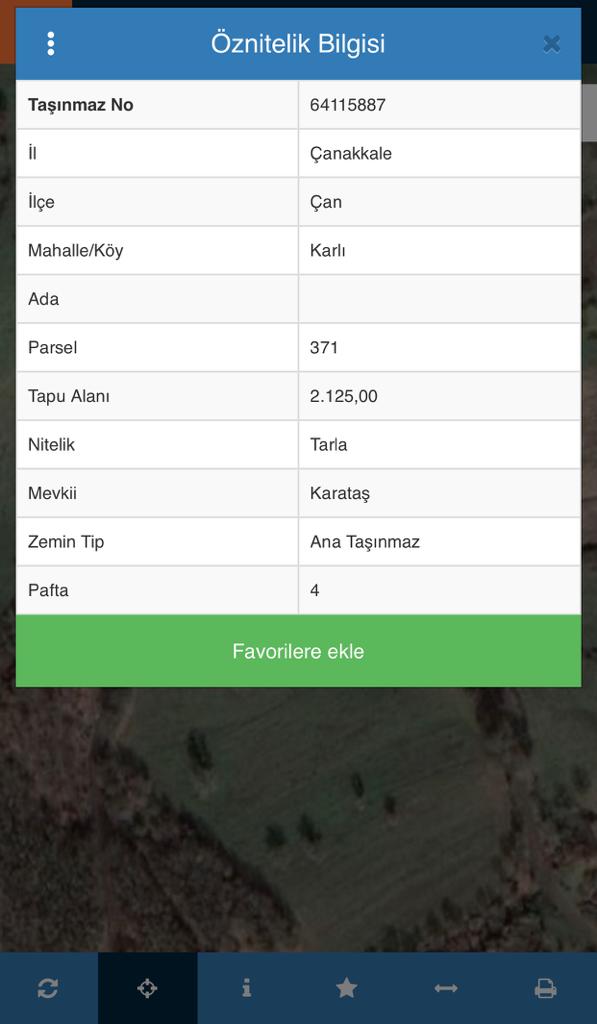 Öznitelik Bilgisi
Taşınmaz No 64115887
İl Çanakkale
İlçe Çan
Mahalle/Köy Karlı
Ada
Parsel 371
Tapu Alanı 2.125,00
Nitelik Tarla
Mevkii Karataş
Zemin Tip Ana Taşınmaz
Pafta 4
Favorilere ekle